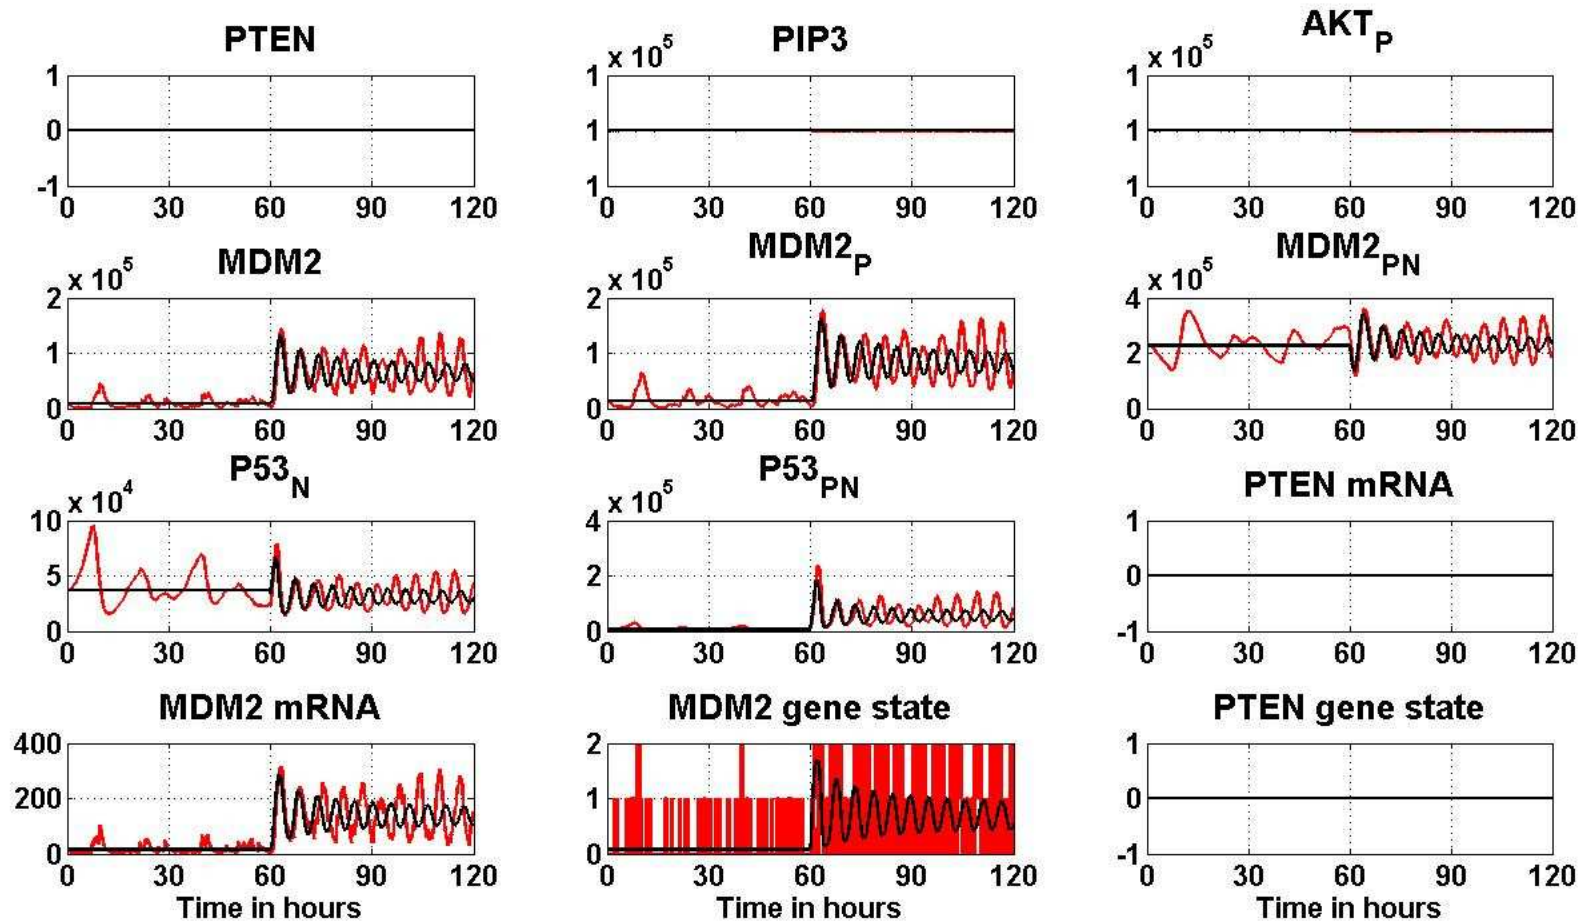 PTEN
1
0
-1
0 30 60 90 120
PIP3
x 10^5
1
1
1
0 30 60 90 120
AKT_P
x 10^5
1
1
1
0 30 60 90 120
MDM2
x 10^5
2
1
0
0 30 60 90 120
MDM2_P
x 10^5
2
1
0
0 30 60 90 120
MDM2_PN
x 10^5
4
2
0
0 30 60 90 120
P53_N
x 10^4
10
5
0
0 30 60 90 120
P53_PN
x 10^5
4
2
0
0 30 60 90 120
PTEN mRNA
1
0
-1
0 30 60 90 120
MDM2 mRNA
400
200
0
0 30 60 90 120
Time in hours
MDM2 gene state
2
1
0
0 30 60 90 120
Time in hours
PTEN gene state
1
0
-1
0 30 60 90 120
Time in hours